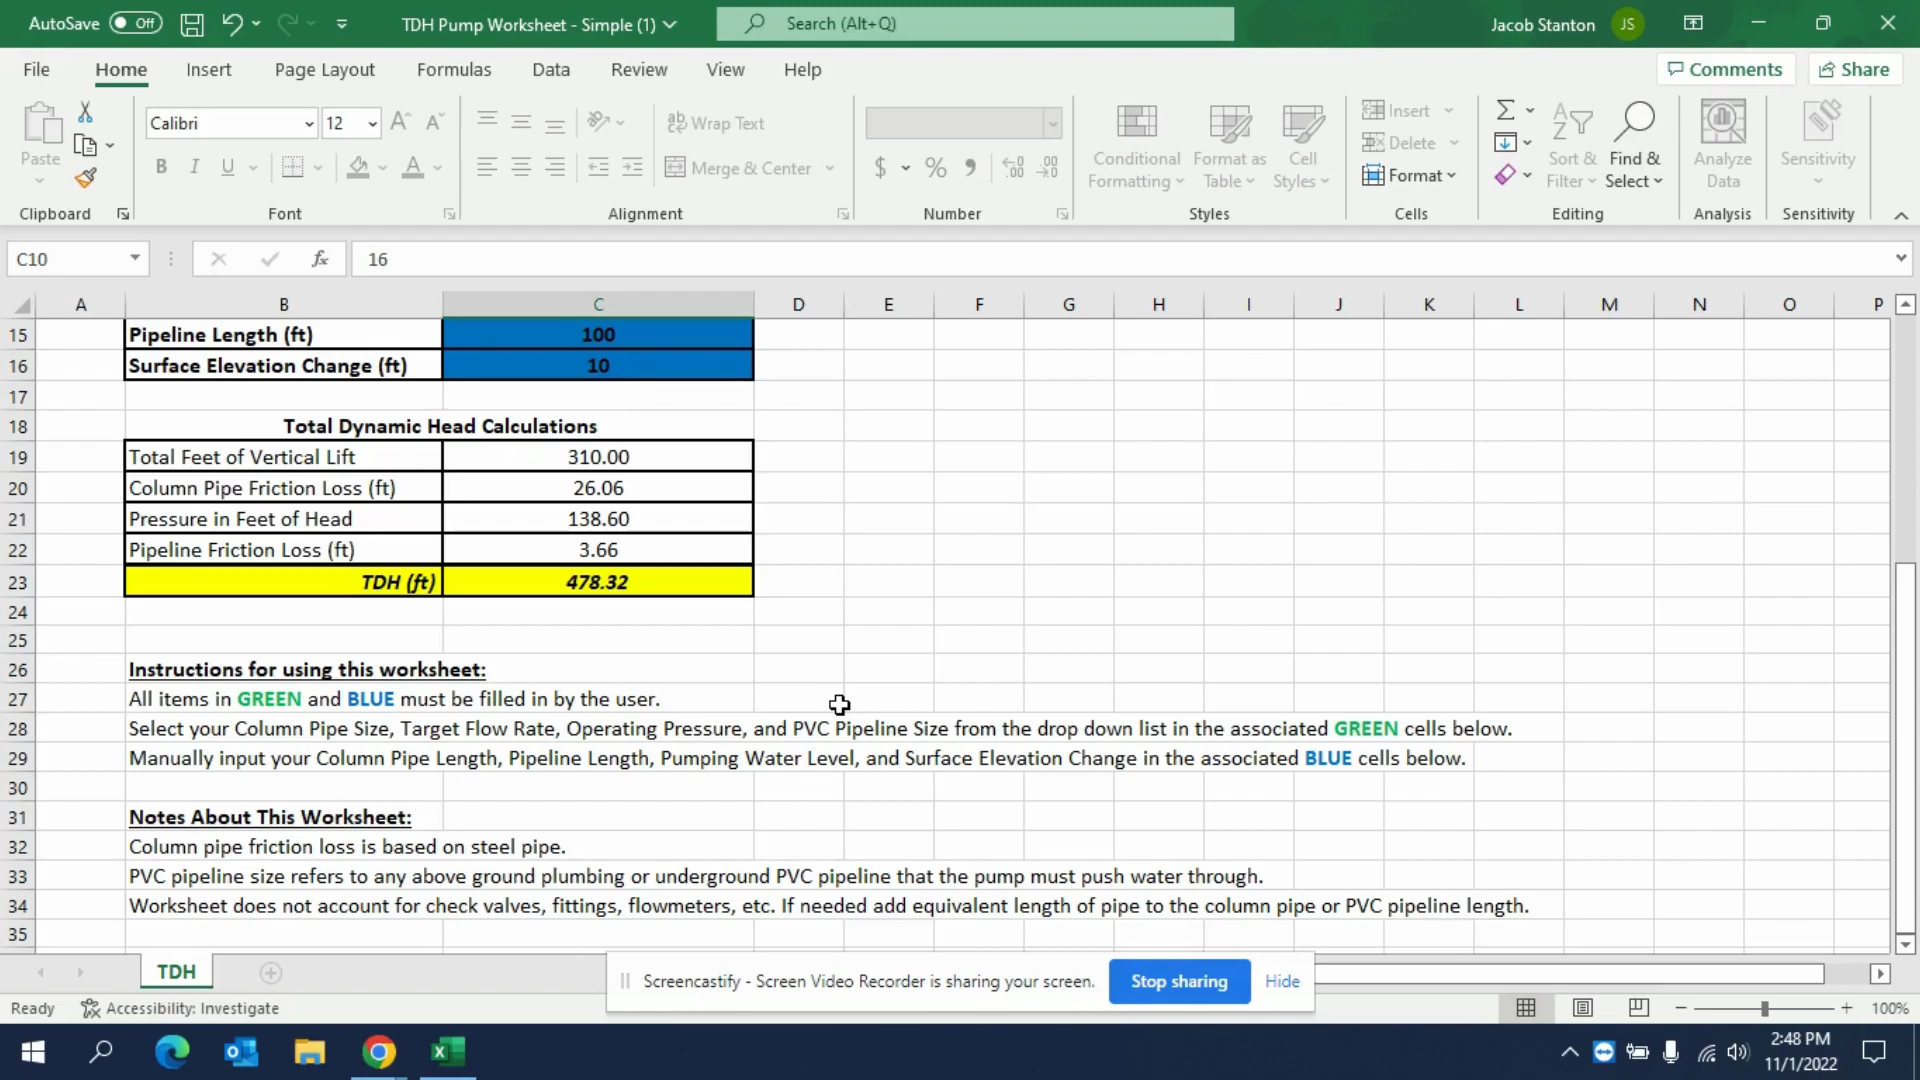 AutoSave Off TDH Pump Worksheet - Simple (1) Search (Alt+Q) Jacob Stanton JS
File Home Insert Page Layout Formulas Data Review View Help Comments Share
Paste Calibri 12 Wrap Text Merge & Center Conditional Formatting Format as Table Cell Styles Insert Delete Format Sort & Filter Find & Select Analyze Data Sensitivity
Clipboard Font Alignment Number Styles Cells Editing Analysis Sensitivity
C10 fx 16
A B C D E F G H I J K L M N O P
15 Pipeline Length (ft) 100
16 Surface Elevation Change (ft) 10
17
18 Total Dynamic Head Calculations
19 Total Feet of Vertical Lift 310.00
20 Column Pipe Friction Loss (ft) 26.06
21 Pressure in Feet of Head 138.60
22 Pipeline Friction Loss (ft) 3.66
23 TDH (ft) 478.32
24
25
26 Instructions for using this worksheet:
27 All items in GREEN and BLUE must be filled in by the user.
28 Select your Column Pipe Size, Target Flow Rate, Operating Pressure, and PVC Pipeline Size from the drop down list in the associated GREEN cells below.
29 Manually input your Column Pipe Length, Pipeline Length, Pumping Water Level, and Surface Elevation Change in the associated BLUE cells below.
30
31 Notes About This Worksheet:
32 Column pipe friction loss is based on steel pipe.
33 PVC pipeline size refers to any above ground plumbing or underground PVC pipeline that the pump must push water through.
34 Worksheet does not account for check valves, fittings, flowmeters, etc. If needed add equivalent length of pipe to the column pipe or PVC pipeline length.
35
TDH
Screencastify - Screen Video Recorder is sharing your screen. Stop sharing Hide
Ready Accessibility: Investigate 100%
2:48 PM
11/1/2022